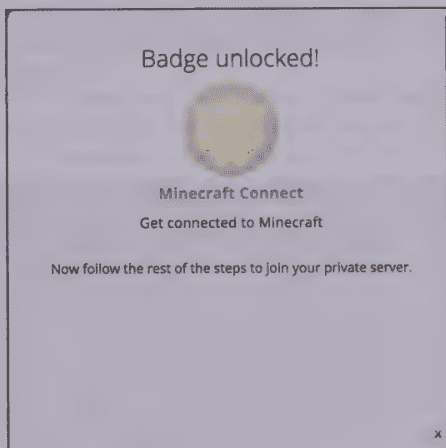 Badge unlocked!
Minecraft Connect
Get connected to Minecraft
Now follow the rest of the steps to join your private server.
x